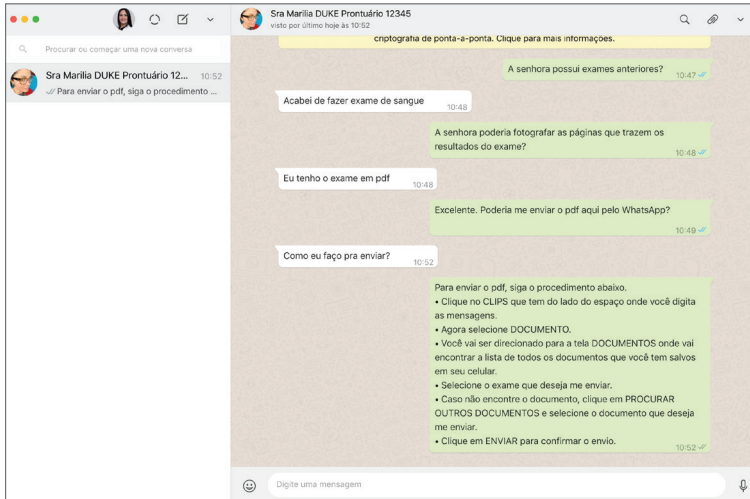 Sra Marilia DUKE Prontuário 12345
visto por último hoje às 10:52
Procurar ou começar uma nova conversa
Sra Marilia DUKE Prontuário 12... 10:52
Para enviar o pdf, siga o procedimento ...
criptografia de ponta-a-ponta. Clique para mais informações.
A senhora possui exames anteriores?
10:47
Acabei de fazer exame de sangue
10:48
A senhora poderia fotografar as páginas que trazem os
resultados do exame?
10:48
Eu tenho o exame em pdf
10:48
Excelente. Poderia me enviar o pdf aqui pelo WhatsApp?
10:49
Como eu faço pra enviar?
10:52
Para enviar o pdf, siga o procedimento abaixo.
• Clique no CLIPS que tem do lado do espaço onde você digita
as mensagens.
• Agora selecione DOCUMENTO.
• Você vai ser direcionado para a tela DOCUMENTOS onde vai
encontrar a lista de todos os documentos que você tem salvos
em seu celular.
• Selecione o exame que deseja me enviar.
• Caso não encontre o documento, clique em PROCURAR
OUTROS DOCUMENTOS e selecione o documento que deseja
me enviar.
• Clique em ENVIAR para confirmar o envio.
10:52
Digite uma mensagem